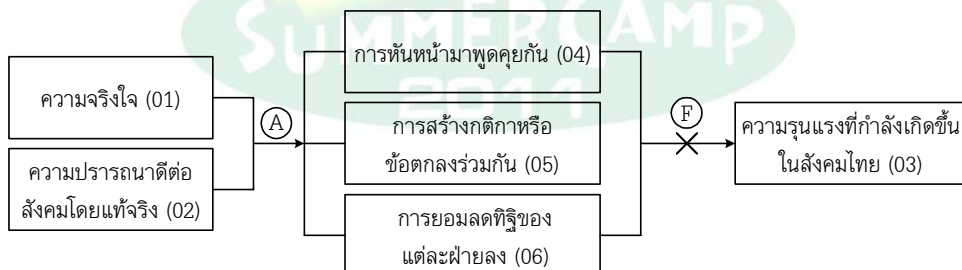 SUMMERCAMP
2011
การหันหน้ามาพูดคุยกัน (04)
ความจริงใจ (01)
A
F
การสร้างกติกาหรือ
ข้อตกลงร่วมกัน (05)
ความรุนแรงที่กำลังเกิดขึ้น
ในสังคมไทย (03)
ความปรารถนาดีต่อ
สังคมโดยแท้จริง (02)
การยอมลดทิฐิของ
แต่ละฝ่ายลง (06)